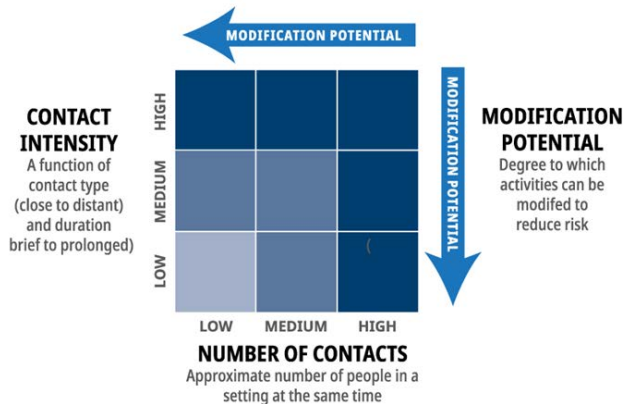 MODIFICATION POTENTIAL
CONTACT
INTENSITY
A function of
contact type
(close to distant)
and duration
brief to prolonged)
HIGH
MEDIUM
LOW
(
MODIFICATION POTENTIAL
MODIFICATION
POTENTIAL
Degree to which
activities can be
modifed to
reduce risk
LOW MEDIUM HIGH
NUMBER OF CONTACTS
Approximate number of people in a
setting at the same time